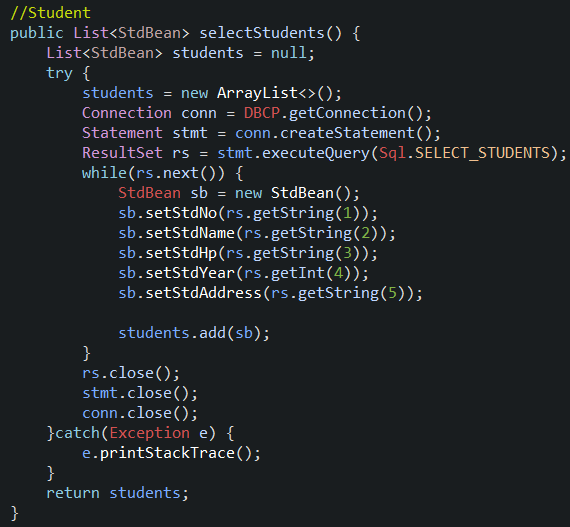 //Student
public List<StdBean> selectStudents() {
    List<StdBean> students = null;
    try {
        students = new ArrayList<>();
        Connection conn = DBCP.getConnection();
        Statement stmt = conn.createStatement();
        ResultSet rs = stmt.executeQuery(Sql.SELECT_STUDENTS);
        while(rs.next()) {
            StdBean sb = new StdBean();
            sb.setStdNo(rs.getString(1));
            sb.setStdName(rs.getString(2));
            sb.setStdHp(rs.getString(3));
            sb.setStdYear(rs.getInt(4));
            sb.setStdAddress(rs.getString(5));

            students.add(sb);
        }
        rs.close();
        stmt.close();
        conn.close();
    }catch(Exception e) {
        e.printStackTrace();
    }
    return students;
}